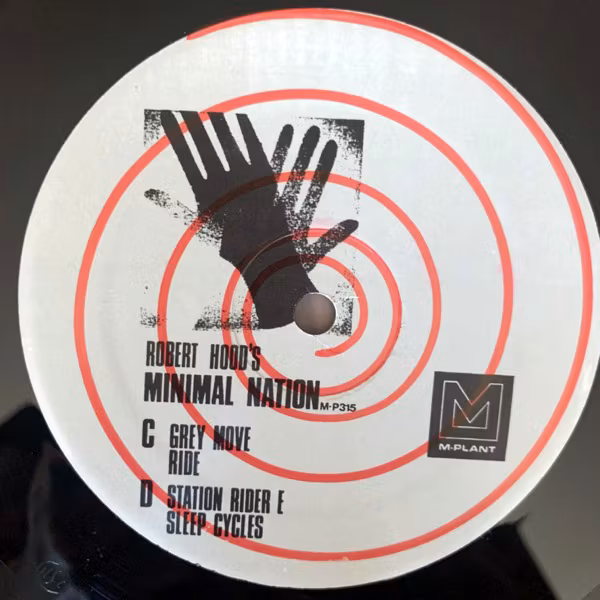 ROBERT HOOD'S
MINIMAL NATION M-P315
C GREY MOVE
RIDE
D STATION RIDER E
SLEEP CYCLES
M
M-PLANT